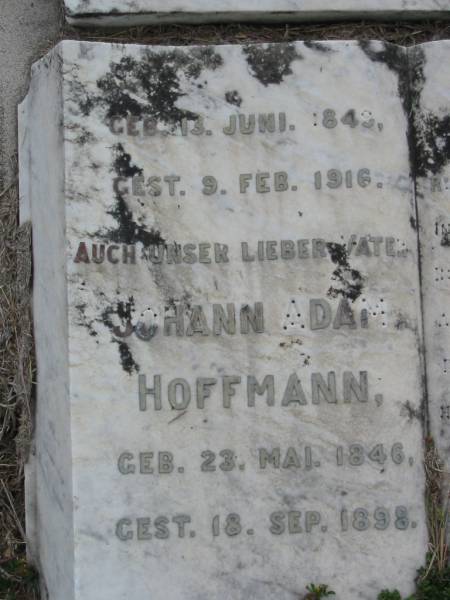 GEB. 13. JUNI.
GEST. 9. FEB. 1916.
AUCH UNSER LIEBER VATER
JOHANN ADAM
HOFFMANN,
GEB. 23. MAI. 1846,
GEST. 18. SEP. 1898.